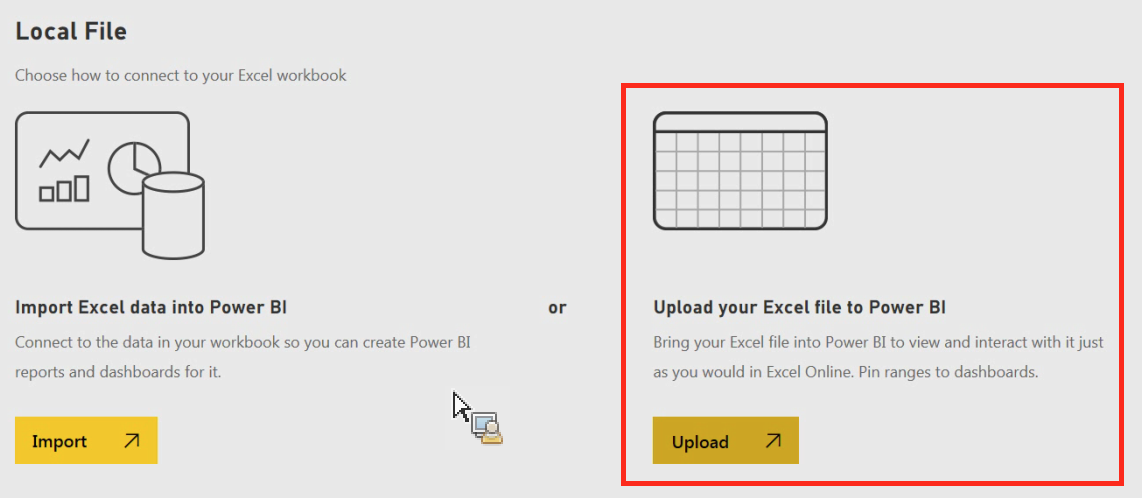 Local File
Choose how to connect to your Excel workbook
Import Excel data into Power BI
Connect to the data in your workbook so you can create Power BI
reports and dashboards for it.
Import
or
Upload your Excel file to Power BI
Bring your Excel file into Power BI to view and interact with it just
as you would in Excel Online. Pin ranges to dashboards.
Upload